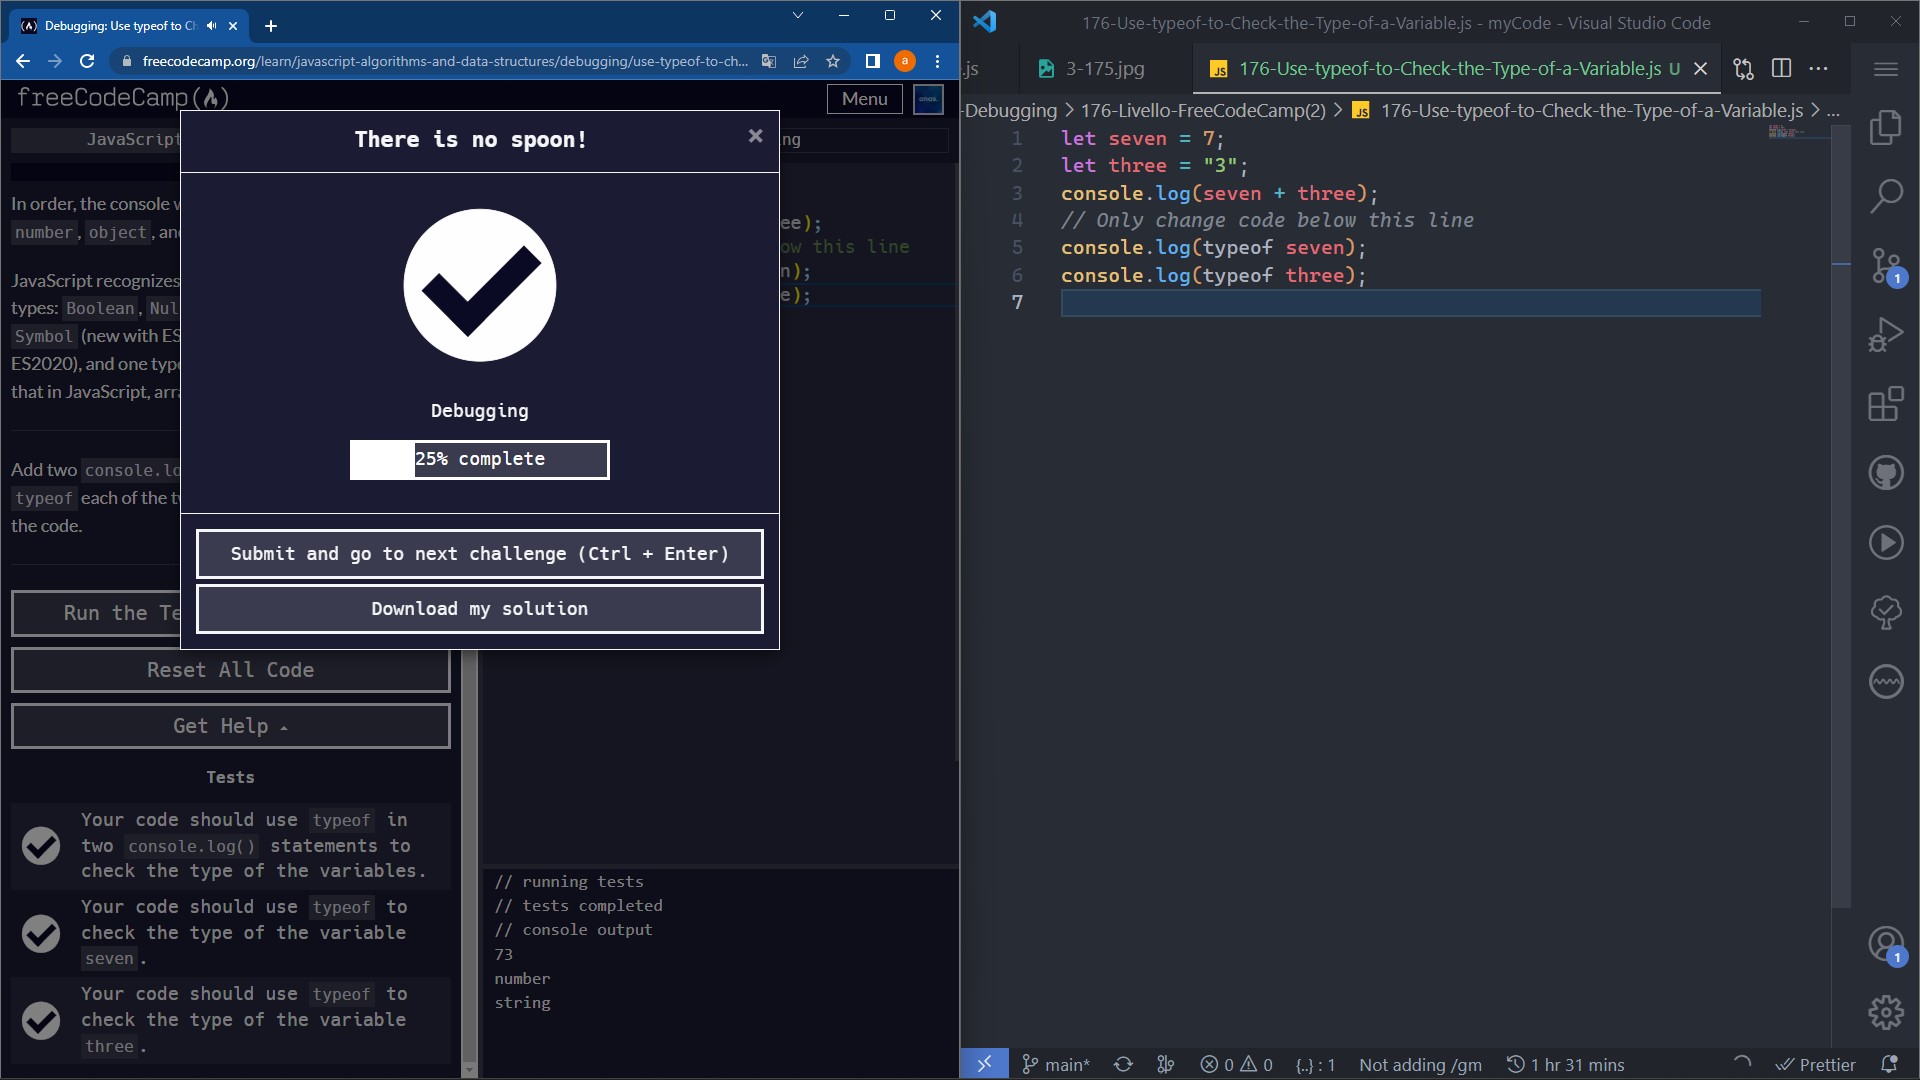 Debugging: Use typeof to Ch
freecodecamp.org/learn/javascript-algorithms-and-data-structures/debugging/use-typeof-to-ch...
a
freeCodeCamp
Menu
JavaScript
ng
In order, the console
number, object, an
JavaScript recognizes
types: Boolean, Nul
Symbol (new with ES
ES2020), and one typ
that in JavaScript, arr
Add two console.lo
typeof each of the t
the code.
Run the Te
Reset All Code
Get Help
Tests
Your code should use typeof in
two console.log() statements to
check the type of the variables.
Your code should use typeof to
check the type of the variable
seven.
Your code should use typeof to
check the type of the variable
three.
There is no spoon!
Debugging
25% complete
Submit and go to next challenge (Ctrl + Enter)
Download my solution
ee);
ow this line
n);
e);
// running tests
// tests completed
// console output
73
number
string
176-Use-typeof-to-Check-the-Type-of-a-Variable.js - myCode - Visual Studio Code
.js
3-175.jpg
JS 176-Use-typeof-to-Check-the-Type-of-a-Variable.js U
-Debugging > 176-Livello-FreeCodeCamp(2) > JS 176-Use-typeof-to-Check-the-Type-of-a-Variable.js > ...
1 let seven = 7;
2 let three = "3";
3 console.log(seven + three);
4 // Only change code below this line
5 console.log(typeof seven);
6 console.log(typeof three);
7
1
1
main*
0
0
{..} : 1
Not adding /gm
1 hr 31 mins
Prettier